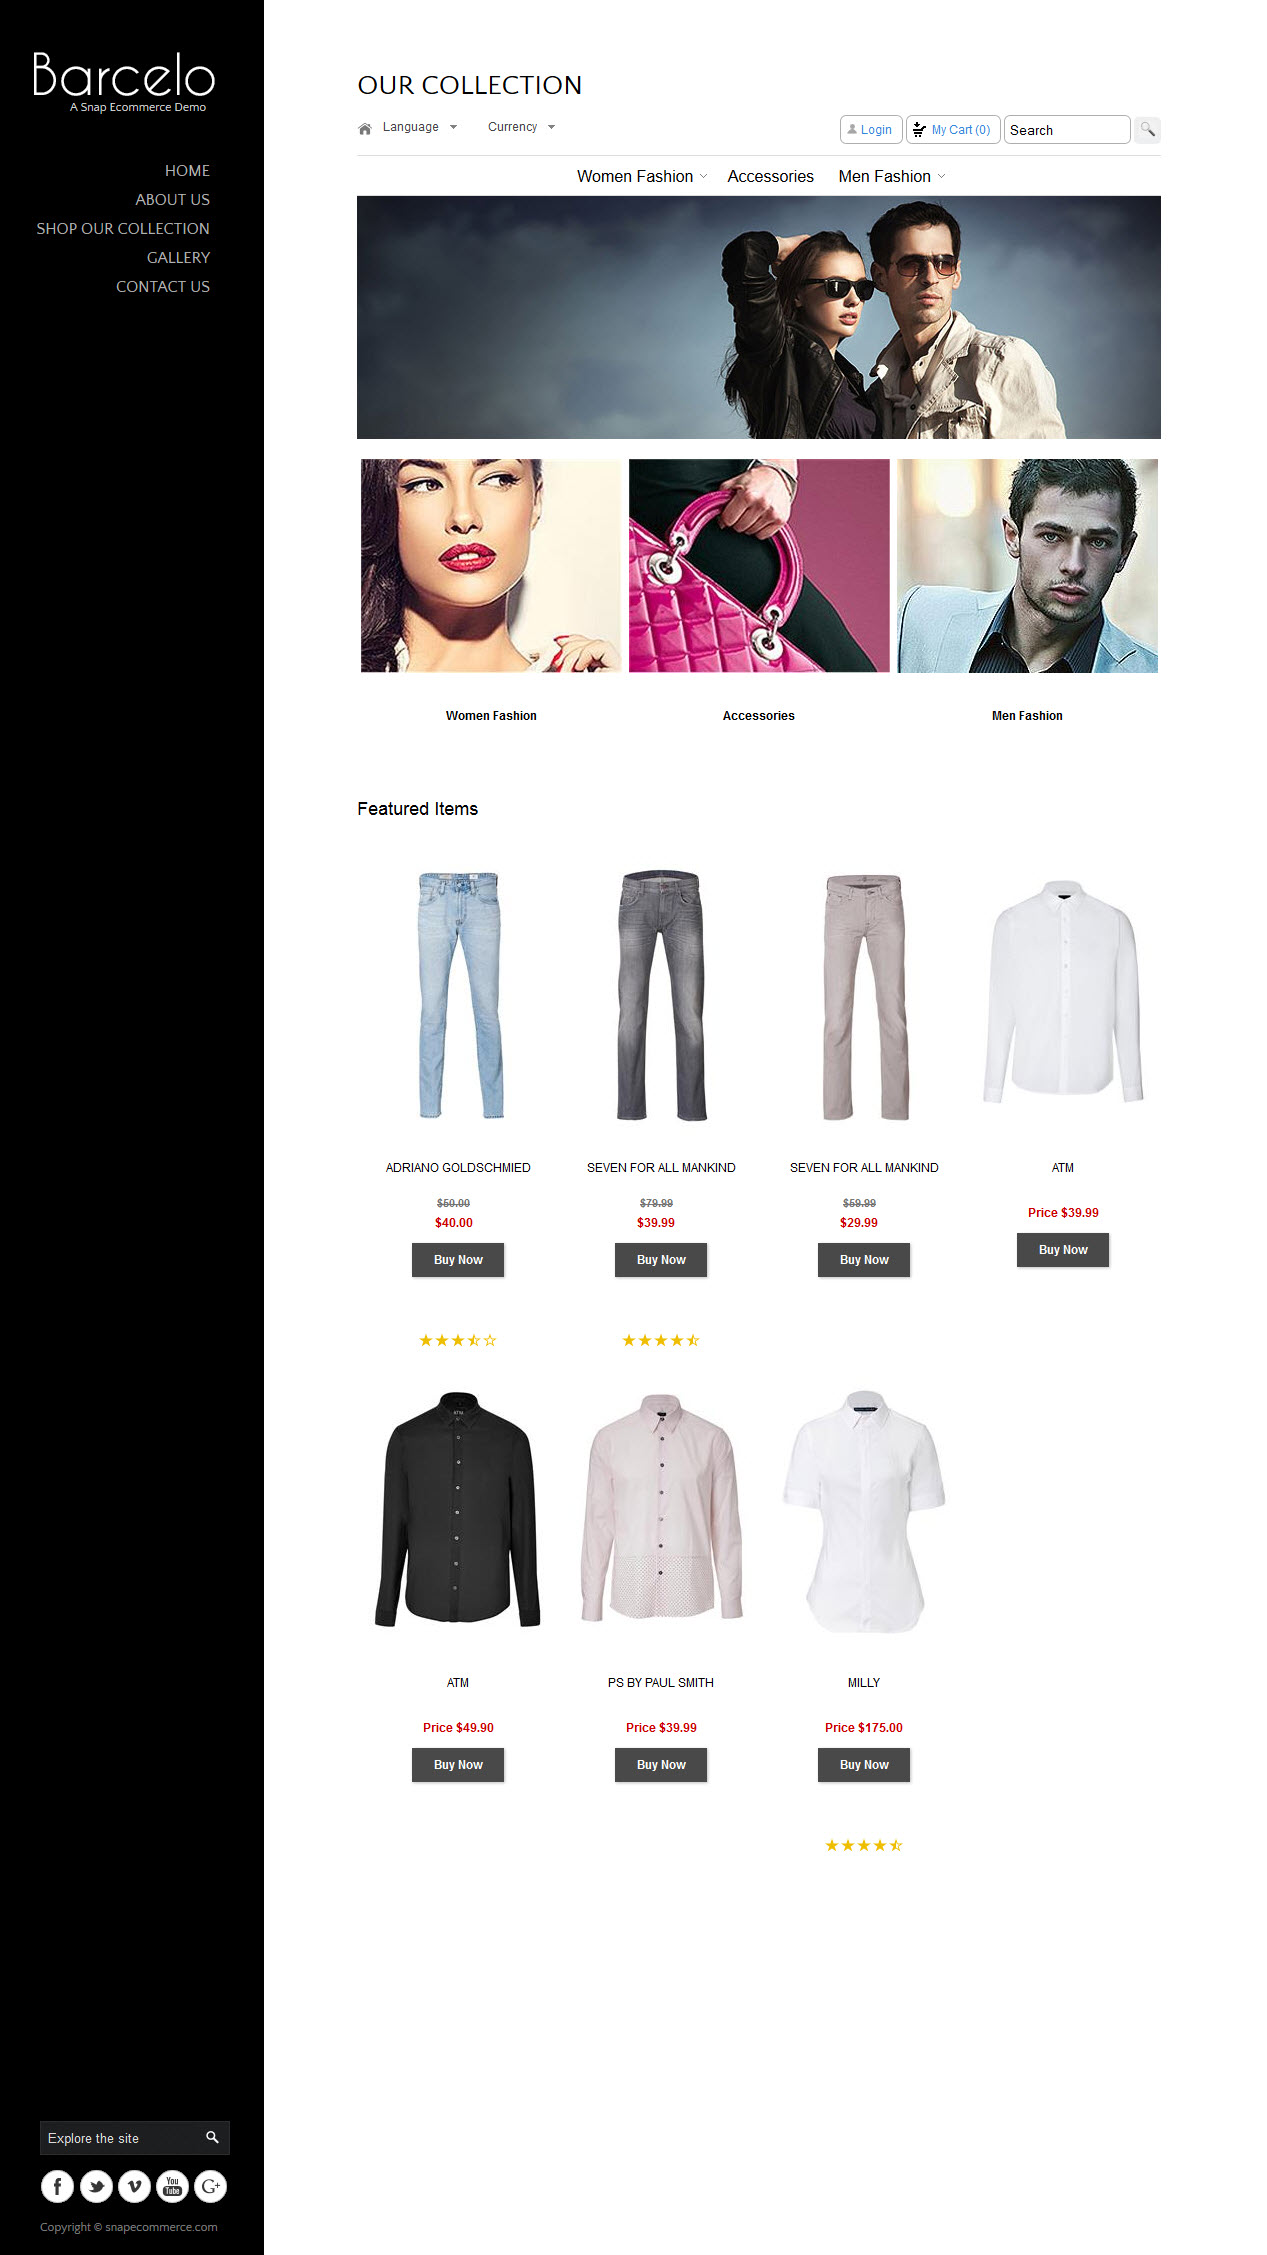 Barcelo
A Snap Ecommerce Demo
HOME
ABOUT US
SHOP OUR COLLECTION
GALLERY
CONTACT US
OUR COLLECTION
Language Currency Login My Cart (0) Search
Women Fashion Accessories Men Fashion
Women Fashion Accessories Men Fashion
Featured Items
ADRIANO GOLDSCHMIED SEVEN FOR ALL MANKIND SEVEN FOR ALL MANKIND ATM
$50.00 $79.99 $59.99
$40.00 $39.99 $29.99 Price $39.99
Buy Now Buy Now Buy Now Buy Now
ATM PS BY PAUL SMITH MILLY
Price $49.90 Price $39.99 Price $175.00
Buy Now Buy Now Buy Now
Explore the site
You
Tube
G+
Copyright © snapecommerce.com